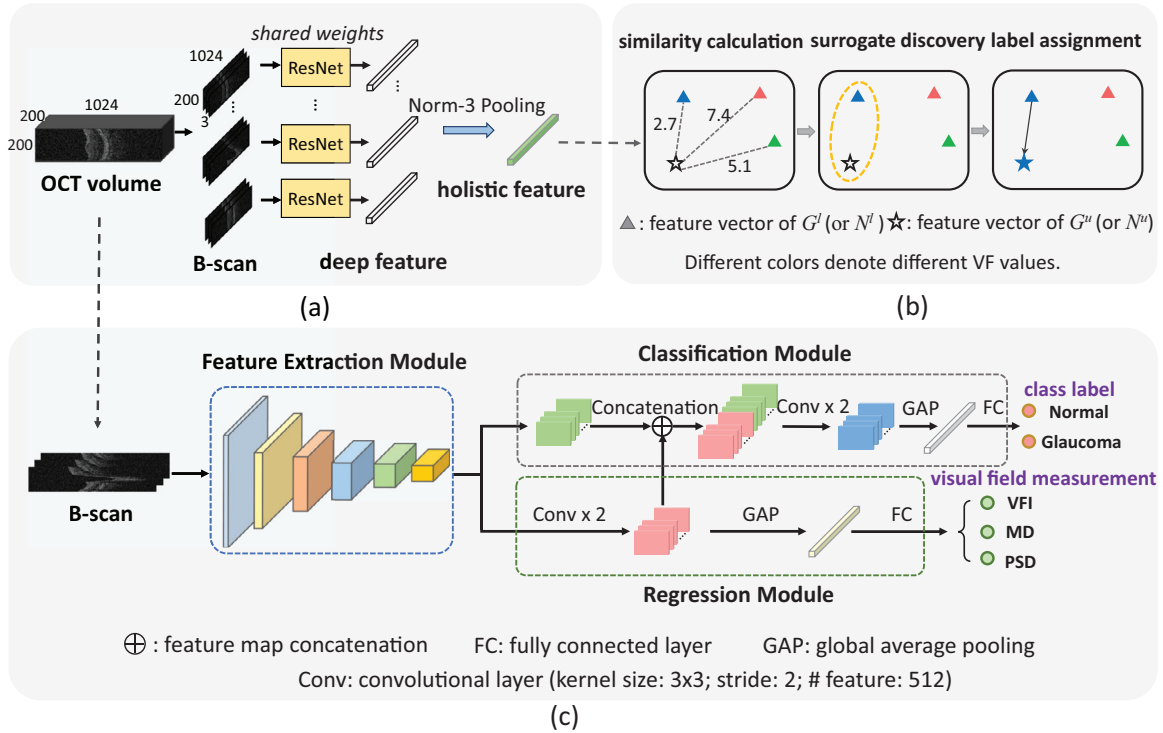 shared weights
1024
ResNet
200
3
...
...
...
1024
200
200
OCT volume
ResNet
ResNet
Norm-3 Pooling
holistic feature
B-scan
deep feature
(a)
similarity calculation surrogate discovery label assignment
2.7
7.4
5.1
: feature vector of G^l (or N^l) : feature vector of G^u (or N^u)
Different colors denote different VF values.
(b)
Feature Extraction Module
Classification Module
Concatenation
Conv x 2
GAP
FC
class label
Normal
Glaucoma
B-scan
visual field measurement
Conv x 2
GAP
FC
VFI
MD
PSD
Regression Module
: feature map concatenation FC: fully connected layer GAP: global average pooling
Conv: convolutional layer (kernel size: 3x3; stride: 2; # feature: 512)
(c)